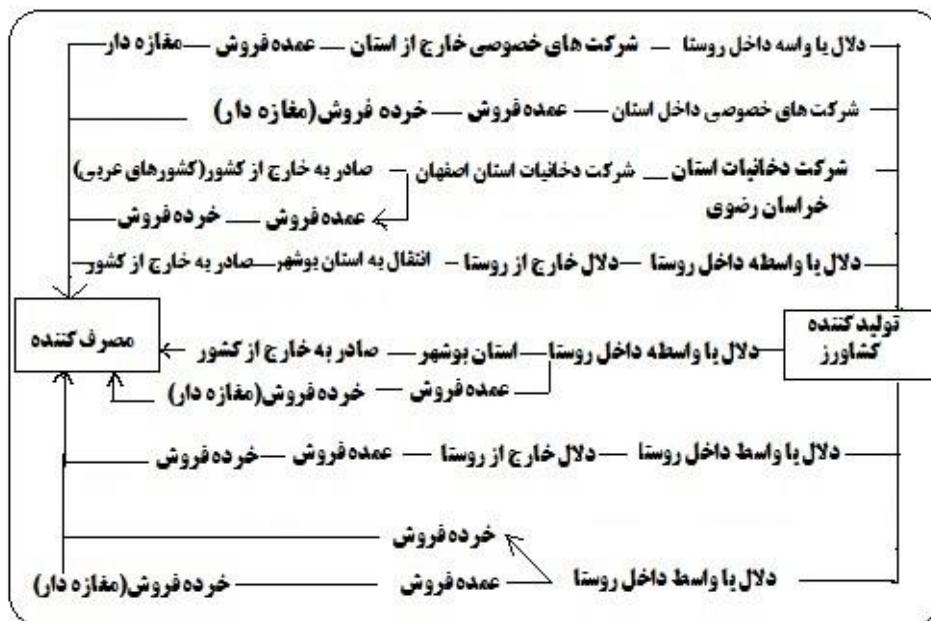 دلال یا واسه داخل روستا شرکت های خصوصی خارج از استان عمده فروش مغازه دار
شرکت های خصوصی داخل استان عمده فروش خرده فروش(مغازه دار)
شرکت دخانیات استان شرکت دخانیات استان اصفهان صادر به خارج از کشور(کشورهای عربی)
خراسان رضوی عمده فروش خرده فروش
دلال یا واسطه داخل روستا دلال خارج از روستا انتقال به استان بوشهر صادر به خارج از کشور
تولید کننده
کشاورز
مصرف کننده
دلال یا واسطه داخل روستا استان بوشهر صادر به خارج از کشور
عمده فروش خرده فروش(مغازه دار)
دلال یا واسط داخل روستا دلال خارج از روستا عمده فروش خرده فروش
خرده فروش
دلال یا واسط داخل روستا عمده فروش خرده فروش(مغازه دار)